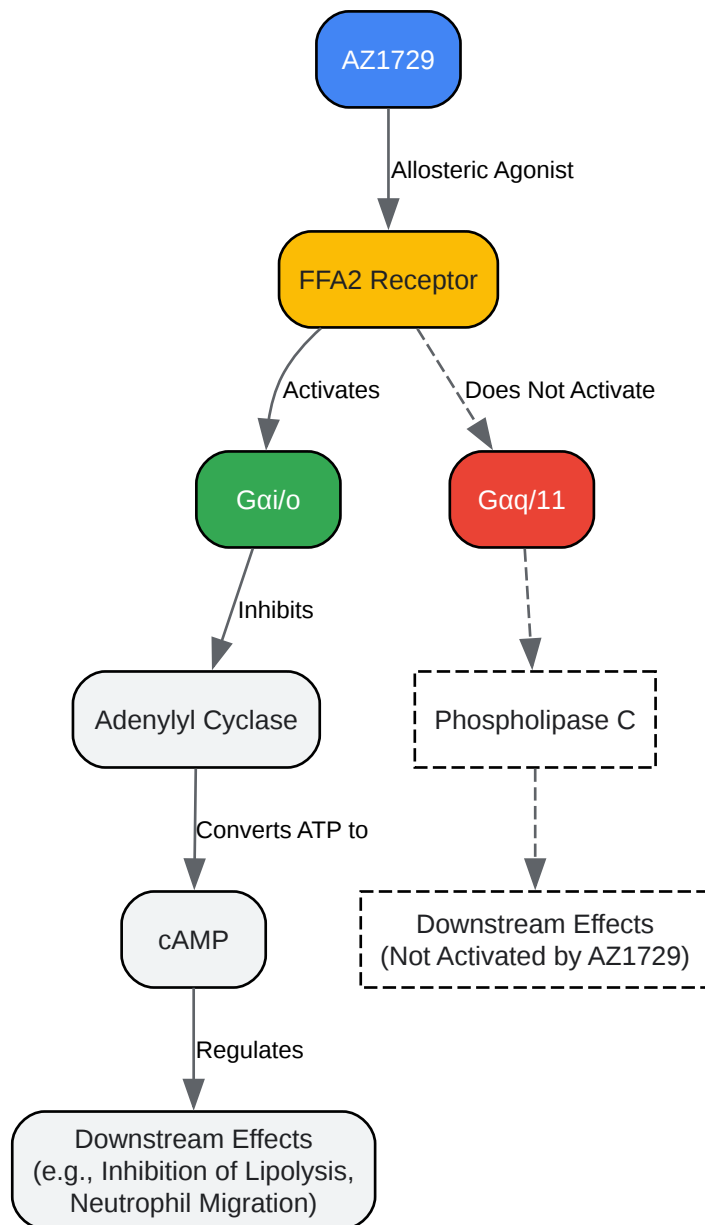 AZ1729
Allosteric Agonist
FFA2 Receptor
Activates
Does Not Activate
Gαi/o
Gαq/11
Inhibits
Adenylyl Cyclase
Phospholipase C
Converts ATP to
cAMP
Downstream Effects
(Not Activated by AZ1729)
Regulates
Downstream Effects
(e.g., Inhibition of Lipolysis,
Neutrophil Migration)